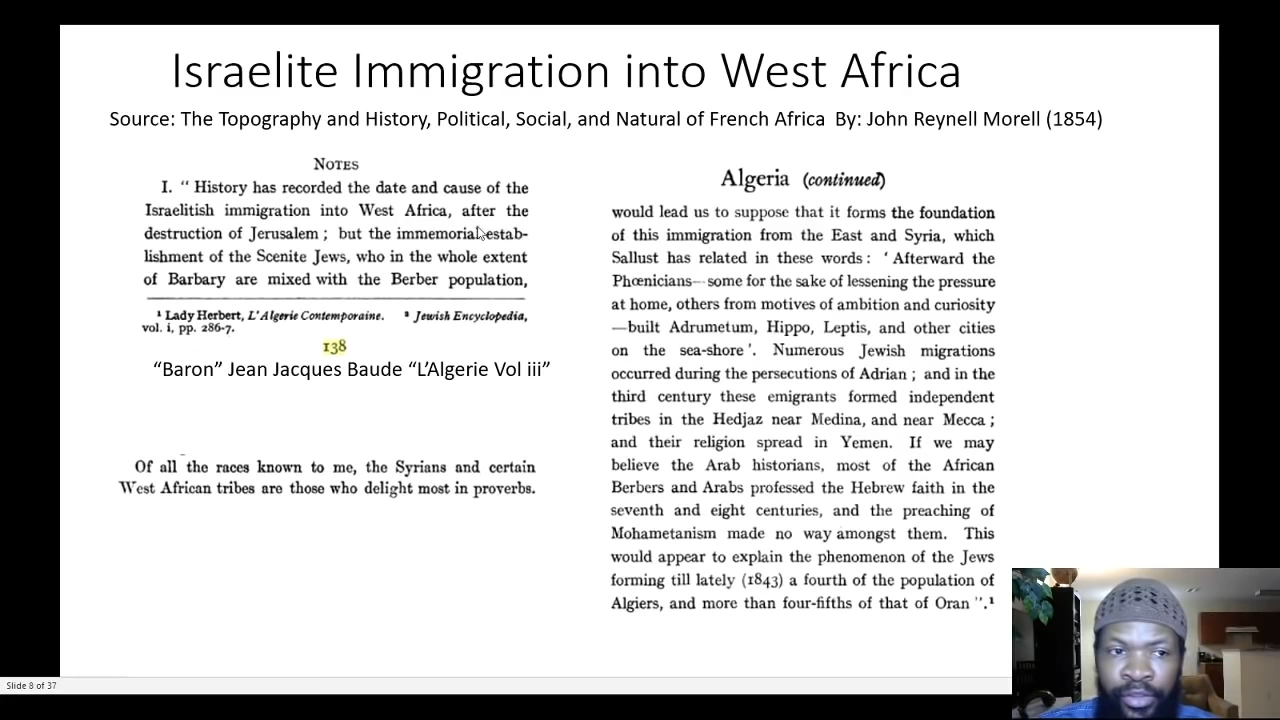 Israelite Immigration into West Africa
Source: The Topography and History, Political, Social, and Natural of French Africa By: John Reynell Morell (1854)
NOTES
I. “ History has recorded the date and cause of the
Israelitish immigration into West Africa, after the
destruction of Jerusalem ; but the immemorial estab-
lishment of the Scenite Jews, who in the whole extent
of Barbary are mixed with the Berber population,
¹ Lady Herbert, L'Algerie Contemporaine. ² Jewish Encyclopedia,
vol. i, pp. 286-7.
138
“Baron” Jean Jacques Baude “L’Algerie Vol iii”
Of all the races known to me, the Syrians and certain
West African tribes are those who delight most in proverbs.
Algeria (continued)
would lead us to suppose that it forms the foundation
of this immigration from the East and Syria, which
Sallust has related in these words : ‘ Afterward the
Phœnicians—some for the sake of lessening the pressure
at home, others from motives of ambition and curiosity
—built Adrumetum, Hippo, Leptis, and other cities
on the sea-shore ’. Numerous Jewish migrations
occurred during the persecutions of Adrian ; and in the
third century these emigrants formed independent
tribes in the Hedjaz near Medina, and near Mecca ;
and their religion spread in Yemen. If we may
believe the Arab historians, most of the African
Berbers and Arabs professed the Hebrew faith in the
seventh and eight centuries, and the preaching of
Mohametanism made no way amongst them. This
would appear to explain the phenomenon of the Jews
forming till lately (1843) a fourth of the population of
Algiers, and more than four-fifths of that of Oran ”.¹
Slide 8 of 37